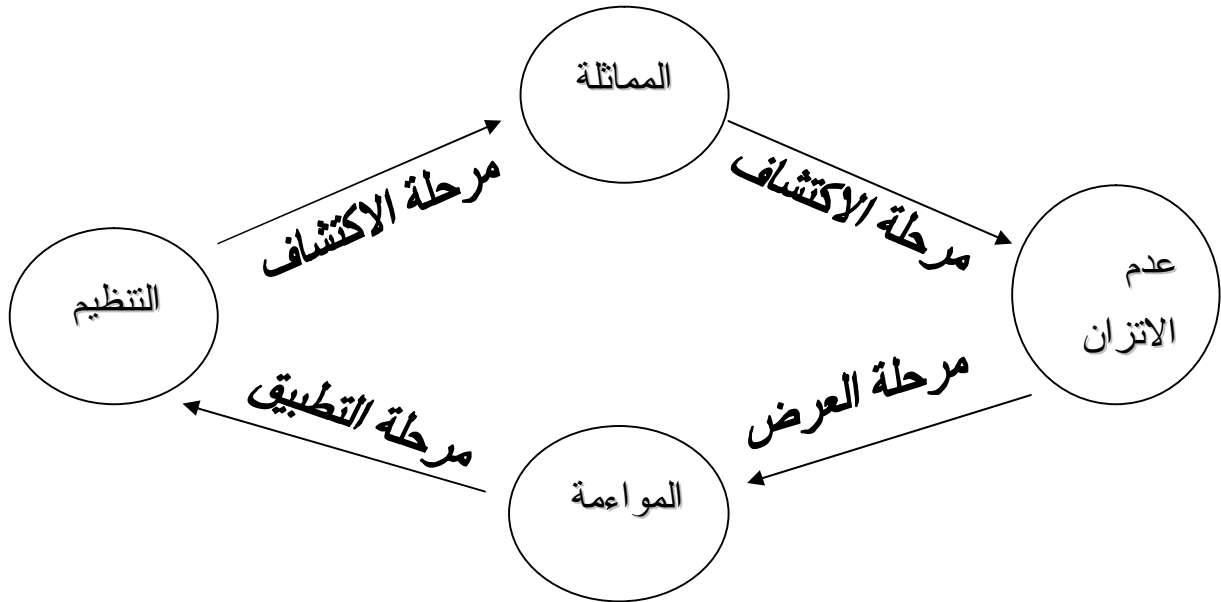 المماثلة
مرحلة الاكتشاف
مرحلة الاكتشاف
عدم
الاتزان
التنظيم
مرحلة العرض
مرحلة التطبيق
المواءمة